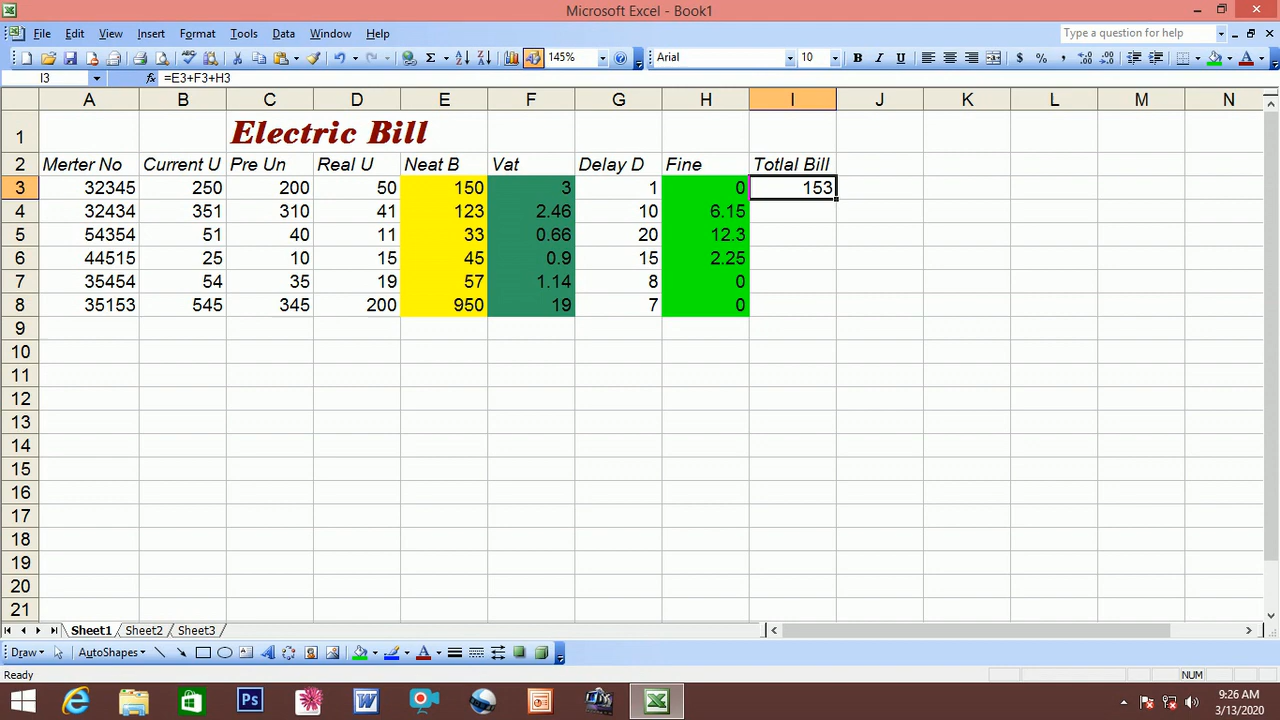 Microsoft Excel - Book1
File Edit View Insert Format Tools Data Window Help Type a question for help
145% Arial 10 B I U $ % ,
I3 fx =E3+F3+H3
A B C D E F G H I J K L M N
1 Electric Bill
2 Merter No Current U Pre Un Real U Neat B Vat Delay D Fine Totlal Bill
3 32345 250 200 50 150 3 1 0 153
4 32434 351 310 41 123 2.46 10 6.15
5 54354 51 40 11 33 0.66 20 12.3
6 44515 25 10 15 45 0.9 15 2.25
7 35454 54 35 19 57 1.14 8 0
8 35153 545 345 200 950 19 7 0
9
10
11
12
13
14
15
16
17
18
19
20
21
Sheet1 Sheet2 Sheet3
Draw AutoShapes
Ready NUM
9:26 AM
3/13/2020